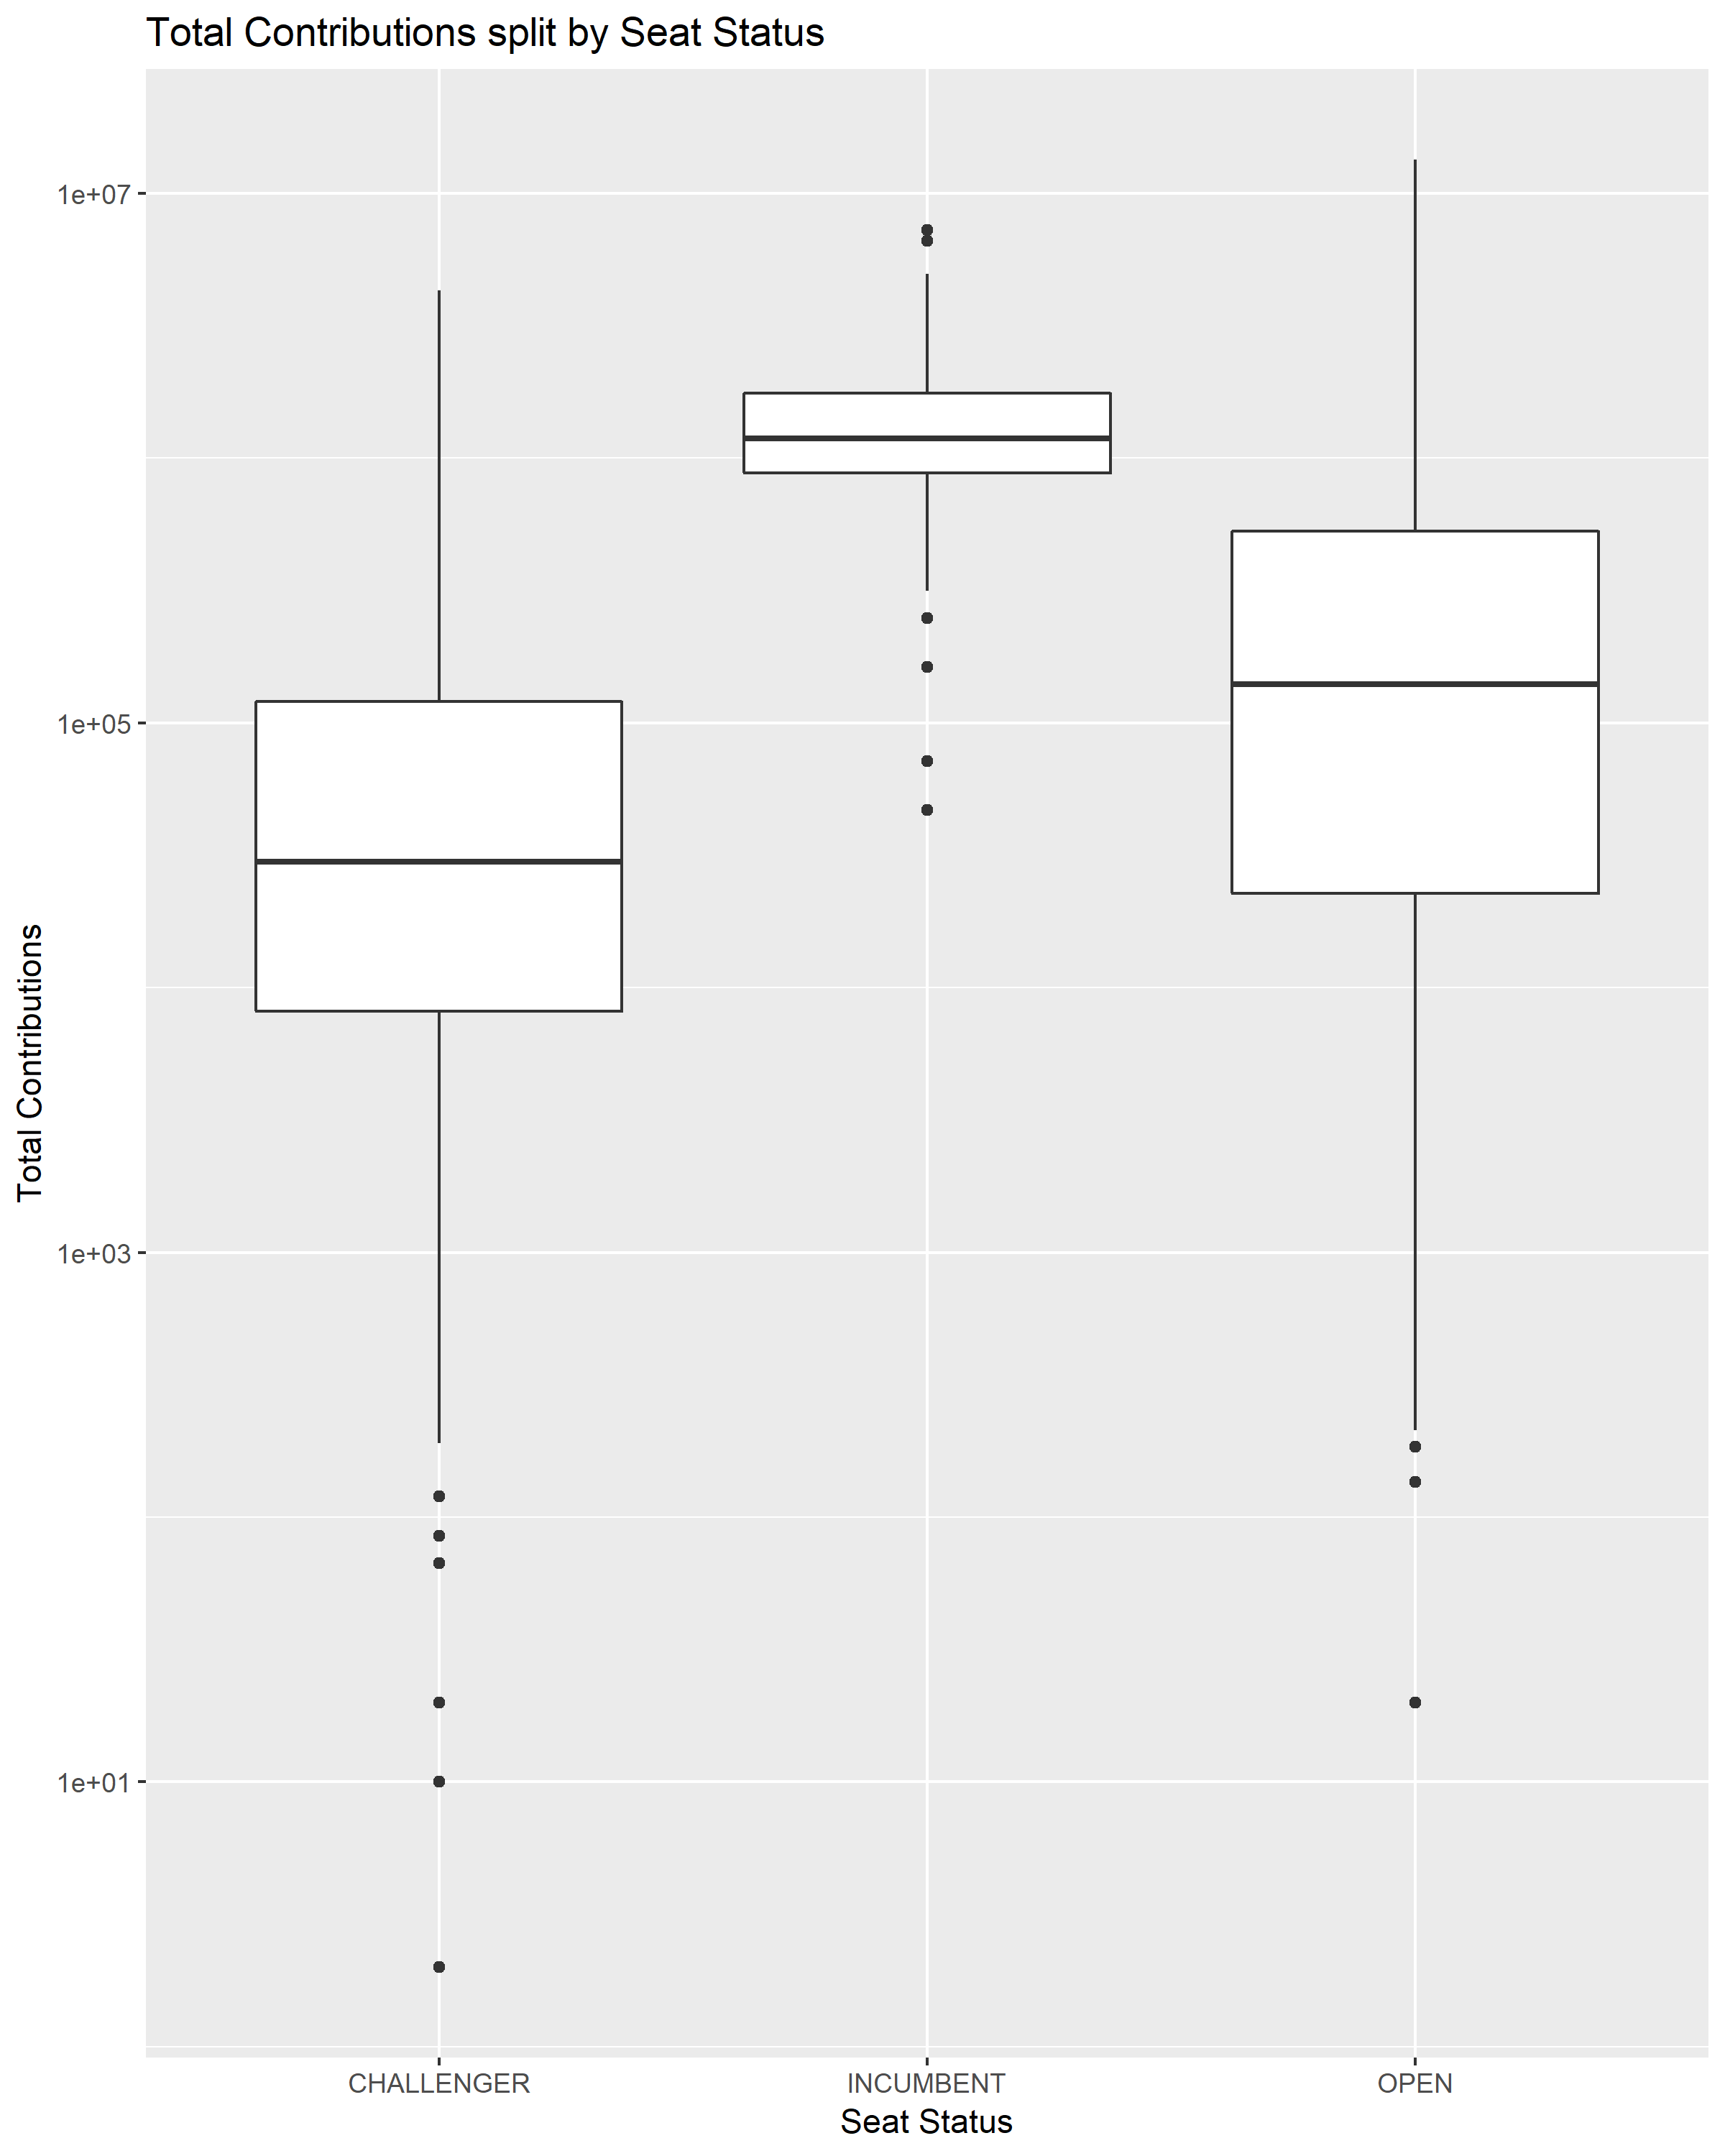 Total Contributions split by Seat Status
Total Contributions
1e+07
1e+05
1e+03
1e+01
CHALLENGER
INCUMBENT
OPEN
Seat Status